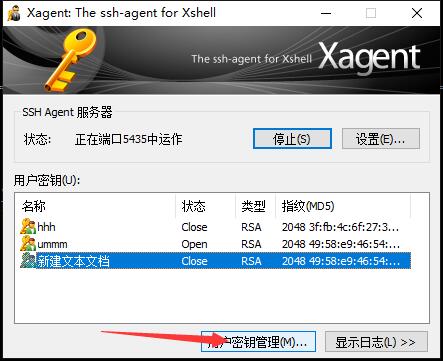 Xagent: The ssh-agent for Xshell
The ssh-agent for Xshell Xagent
SSH Agent 服务器
状态: 正在端口5435中运作 停止(S) 设置(E)...
用户密钥(U):
名称 状态 类型 指纹(MD5)
hhh Close RSA 2048 3f:fb:4c:6f:27:3...
ummm Open RSA 2048 49:58:e9:46:54:...
新建文本文档 Close RSA 2048 49:58:e9:46:54:...
用户密钥管理(M)... 显示日志(L) >>